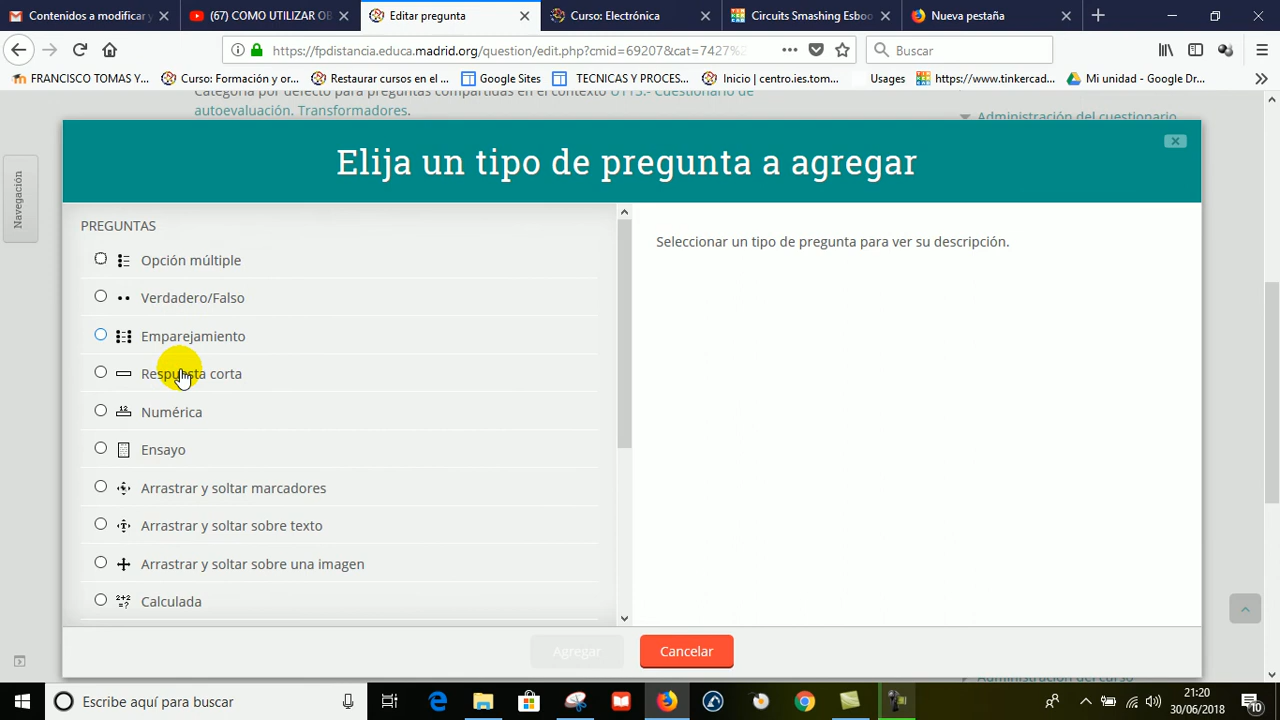 Contenidos a modificar y
(67) COMO UTILIZAR OB
Editar pregunta
Curso: Electrónica
Circuits Smashing Esboo
Nueva pestaña
https://fpdistancia.educa.madrid.org/question/edit.php?cmid=69207&cat=7427%2
Buscar
FRANCISCO TOMAS Y...
Curso: Formación y or...
Restaurar cursos en el ...
Google Sites
TECNICAS Y PROCES...
Inicio | centro.ies.tom...
Usages
https://www.tinkercad...
Mi unidad - Google Dr...
Categoría por defecto para preguntas compartidas en el contexto
autoevaluación. Transformadores.
Administración del cuestionario
Navegación
Elija un tipo de pregunta a agregar
PREGUNTAS
Seleccionar un tipo de pregunta para ver su descripción.
Opción múltiple
Verdadero/Falso
Emparejamiento
Respuesta corta
12
Numérica
Ensayo
Arrastrar y soltar marcadores
Arrastrar y soltar sobre texto
Arrastrar y soltar sobre una imagen
2+2
=?
Calculada
Agregar
Cancelar
Administración del curso
Escribe aquí para buscar
21:20
30/06/2018
10